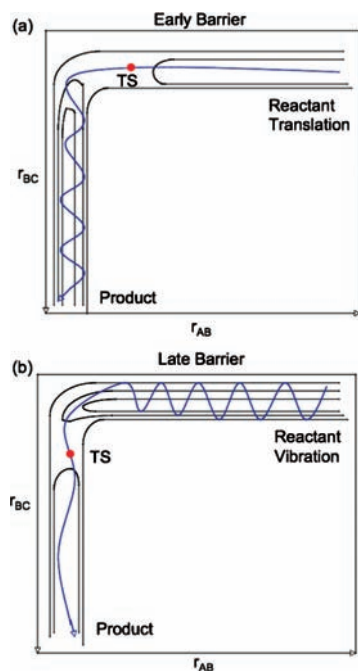 (a)
Early Barrier
TS
Reactant
Translation
rBC
Product
rAB
(b)
Late Barrier
Reactant
Vibration
TS
rBC
Product
rAB